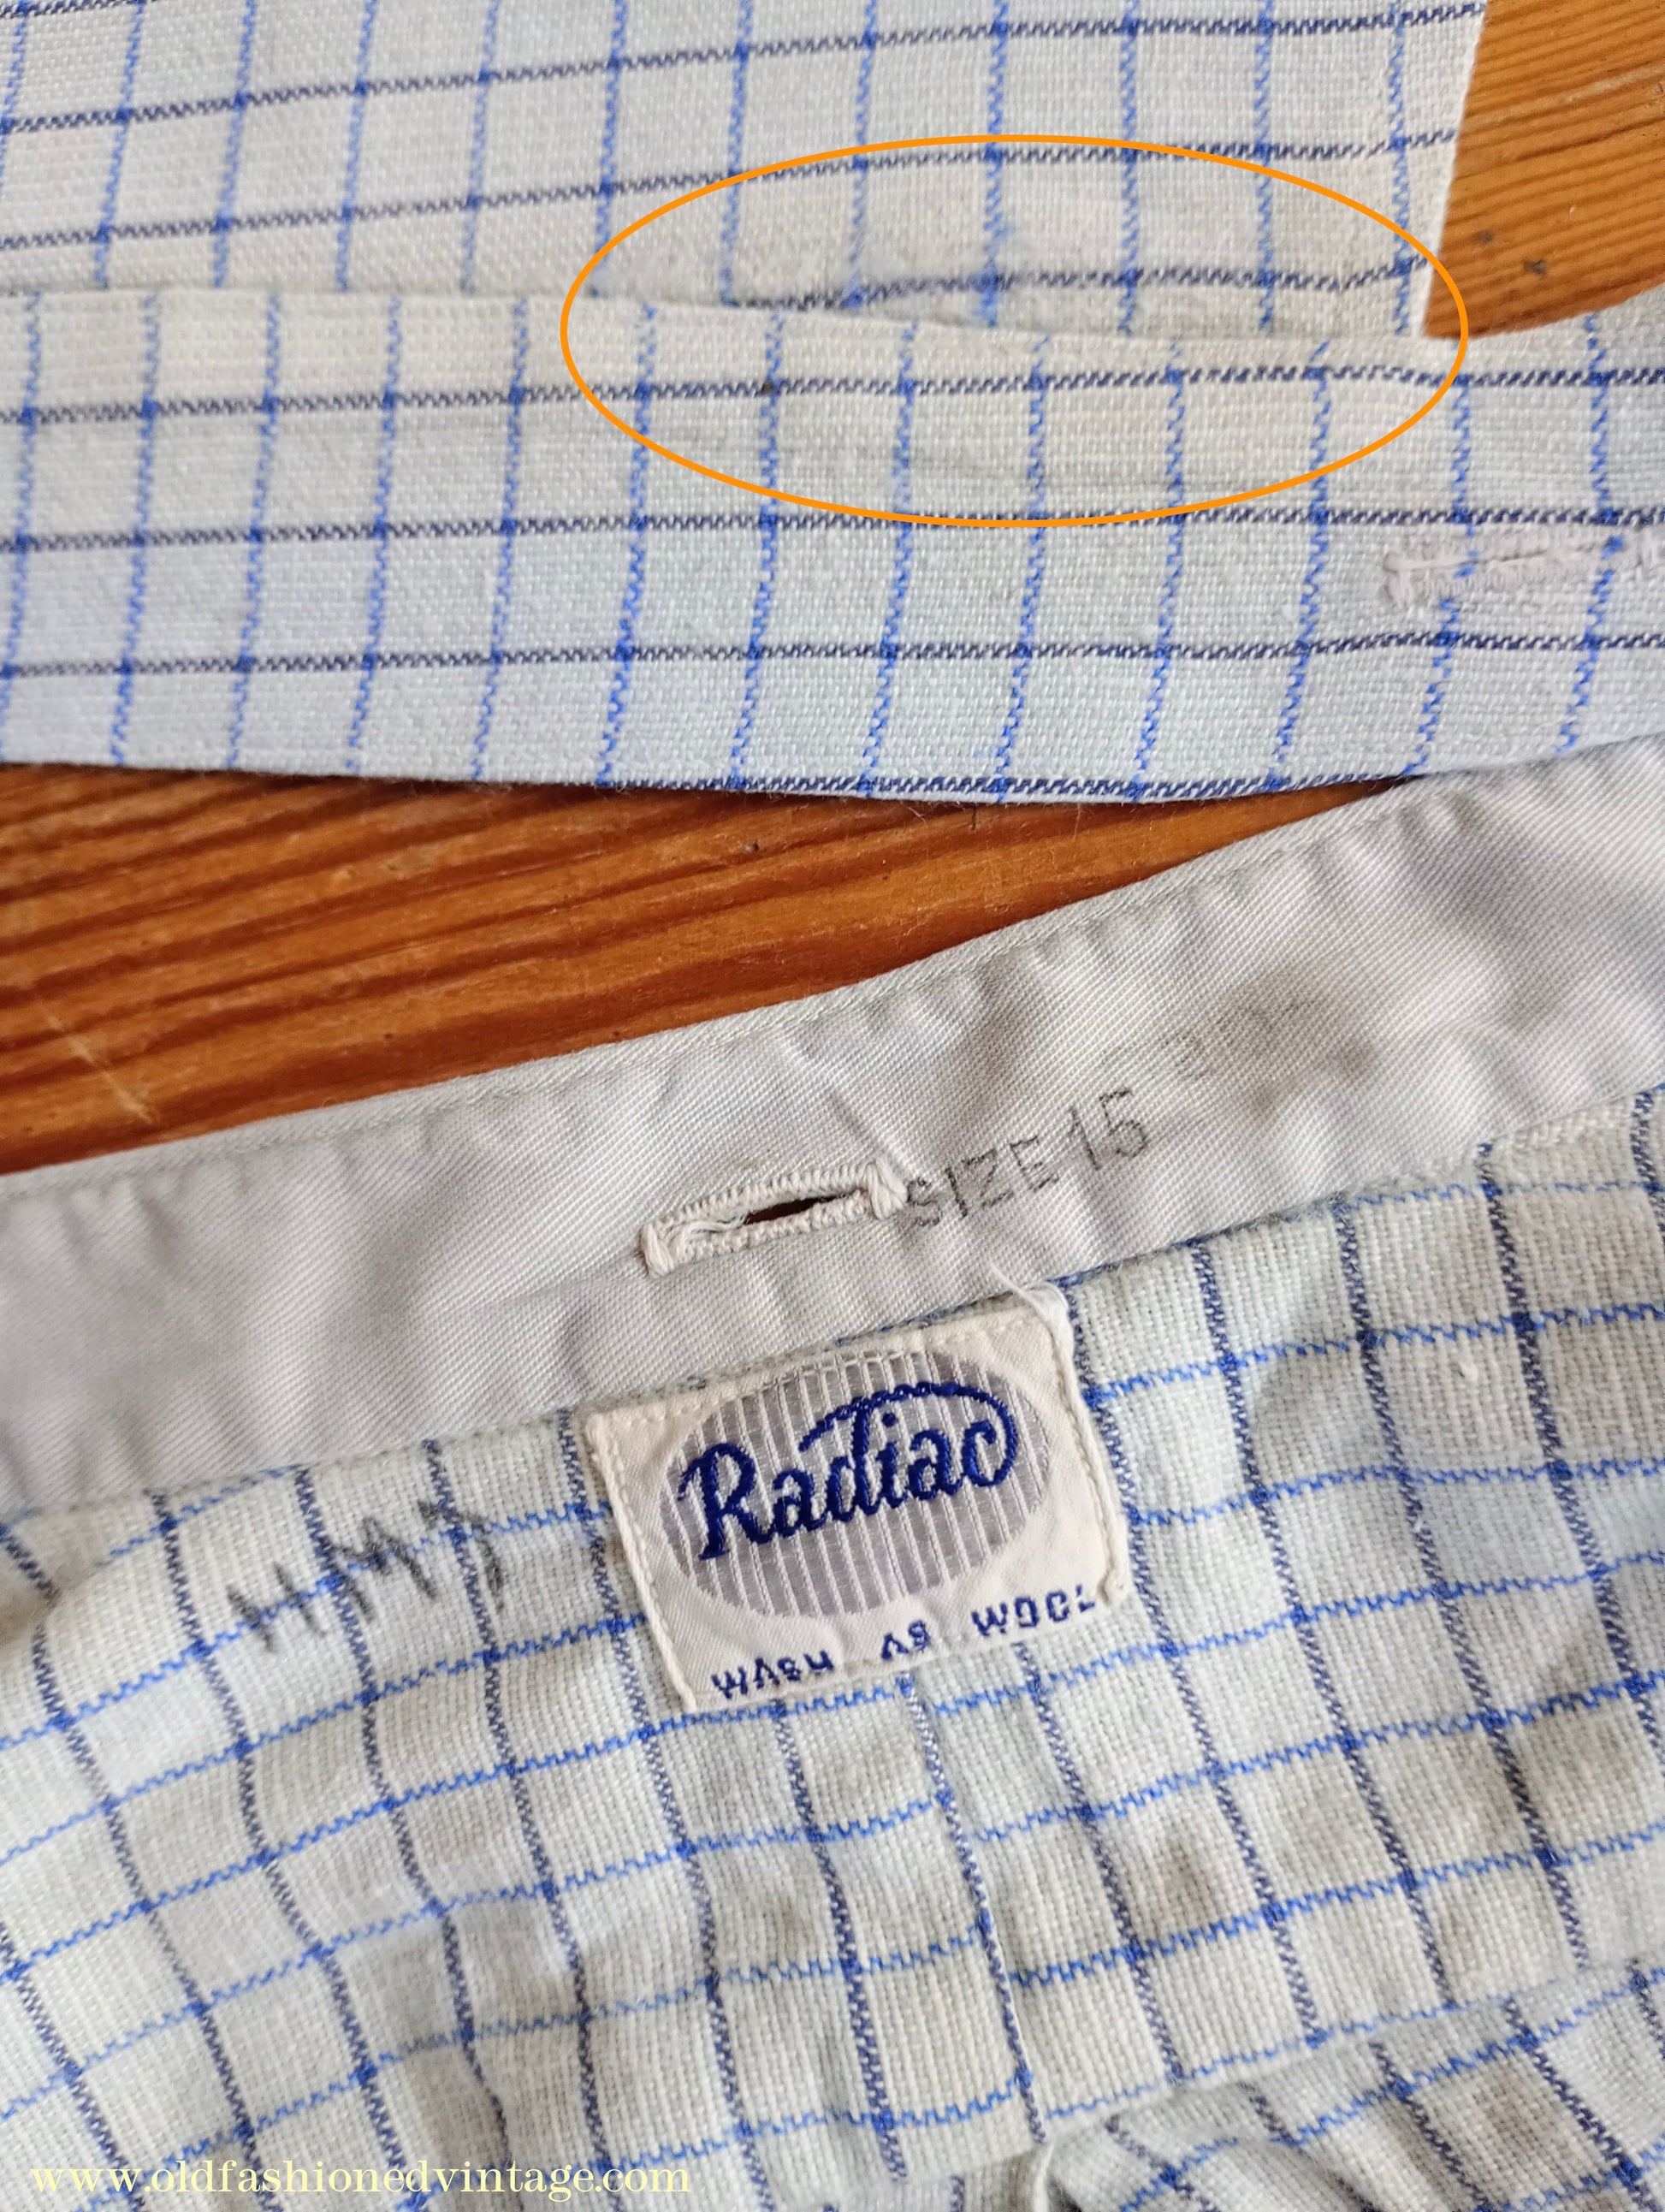 SIZE 15
Radiac
WASH AS WOOL
www.oldfashionedvintage.com